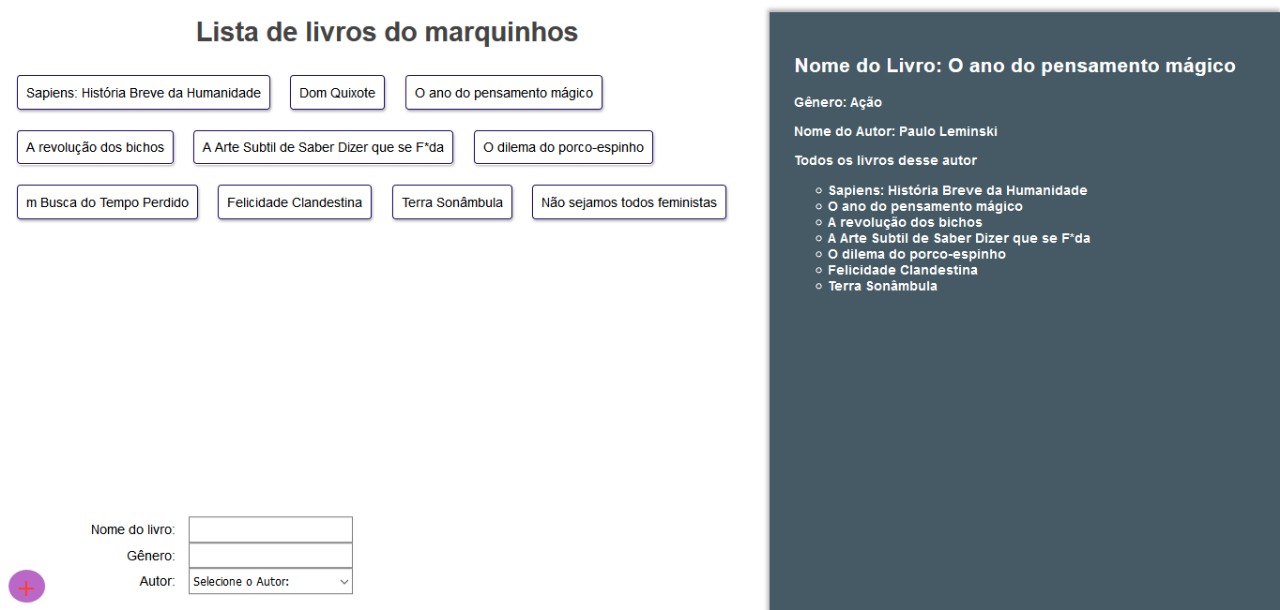 Lista de livros do marquinhos
Sapiens: História Breve da Humanidade
Dom Quixote
O ano do pensamento mágico
A revolução dos bichos
A Arte Subtil de Saber Dizer que se F*da
O dilema do porco-espinho
m Busca do Tempo Perdido
Felicidade Clandestina
Terra Sonâmbula
Não sejamos todos feministas
Nome do livro:
Gênero:
Autor:
Selecione o Autor:
+
Nome do Livro: O ano do pensamento mágico
Gênero: Ação
Nome do Autor: Paulo Leminski
Todos os livros desse autor
Sapiens: História Breve da Humanidade
O ano do pensamento mágico
A revolução dos bichos
A Arte Subtil de Saber Dizer que se F*da
O dilema do porco-espinho
Felicidade Clandestina
Terra Sonâmbula